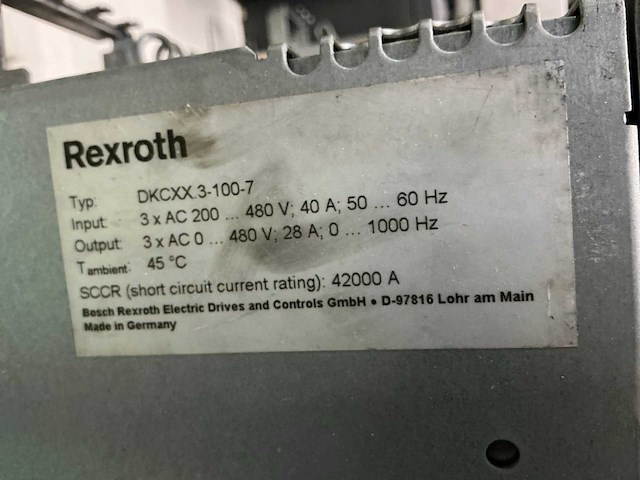 Rexroth
Typ: DKCXX.3-100-7
Input: 3 x AC 200 ... 480 V; 40 A; 50 ... 60 Hz
Output: 3 x AC 0 ... 480 V; 28 A; 0 ... 1000 Hz
Tambient: 45 °C
SCCR (short circuit current rating): 42000 A
Bosch Rexroth Electric Drives and Controls GmbH • D-97816 Lohr am Main
Made in Germany